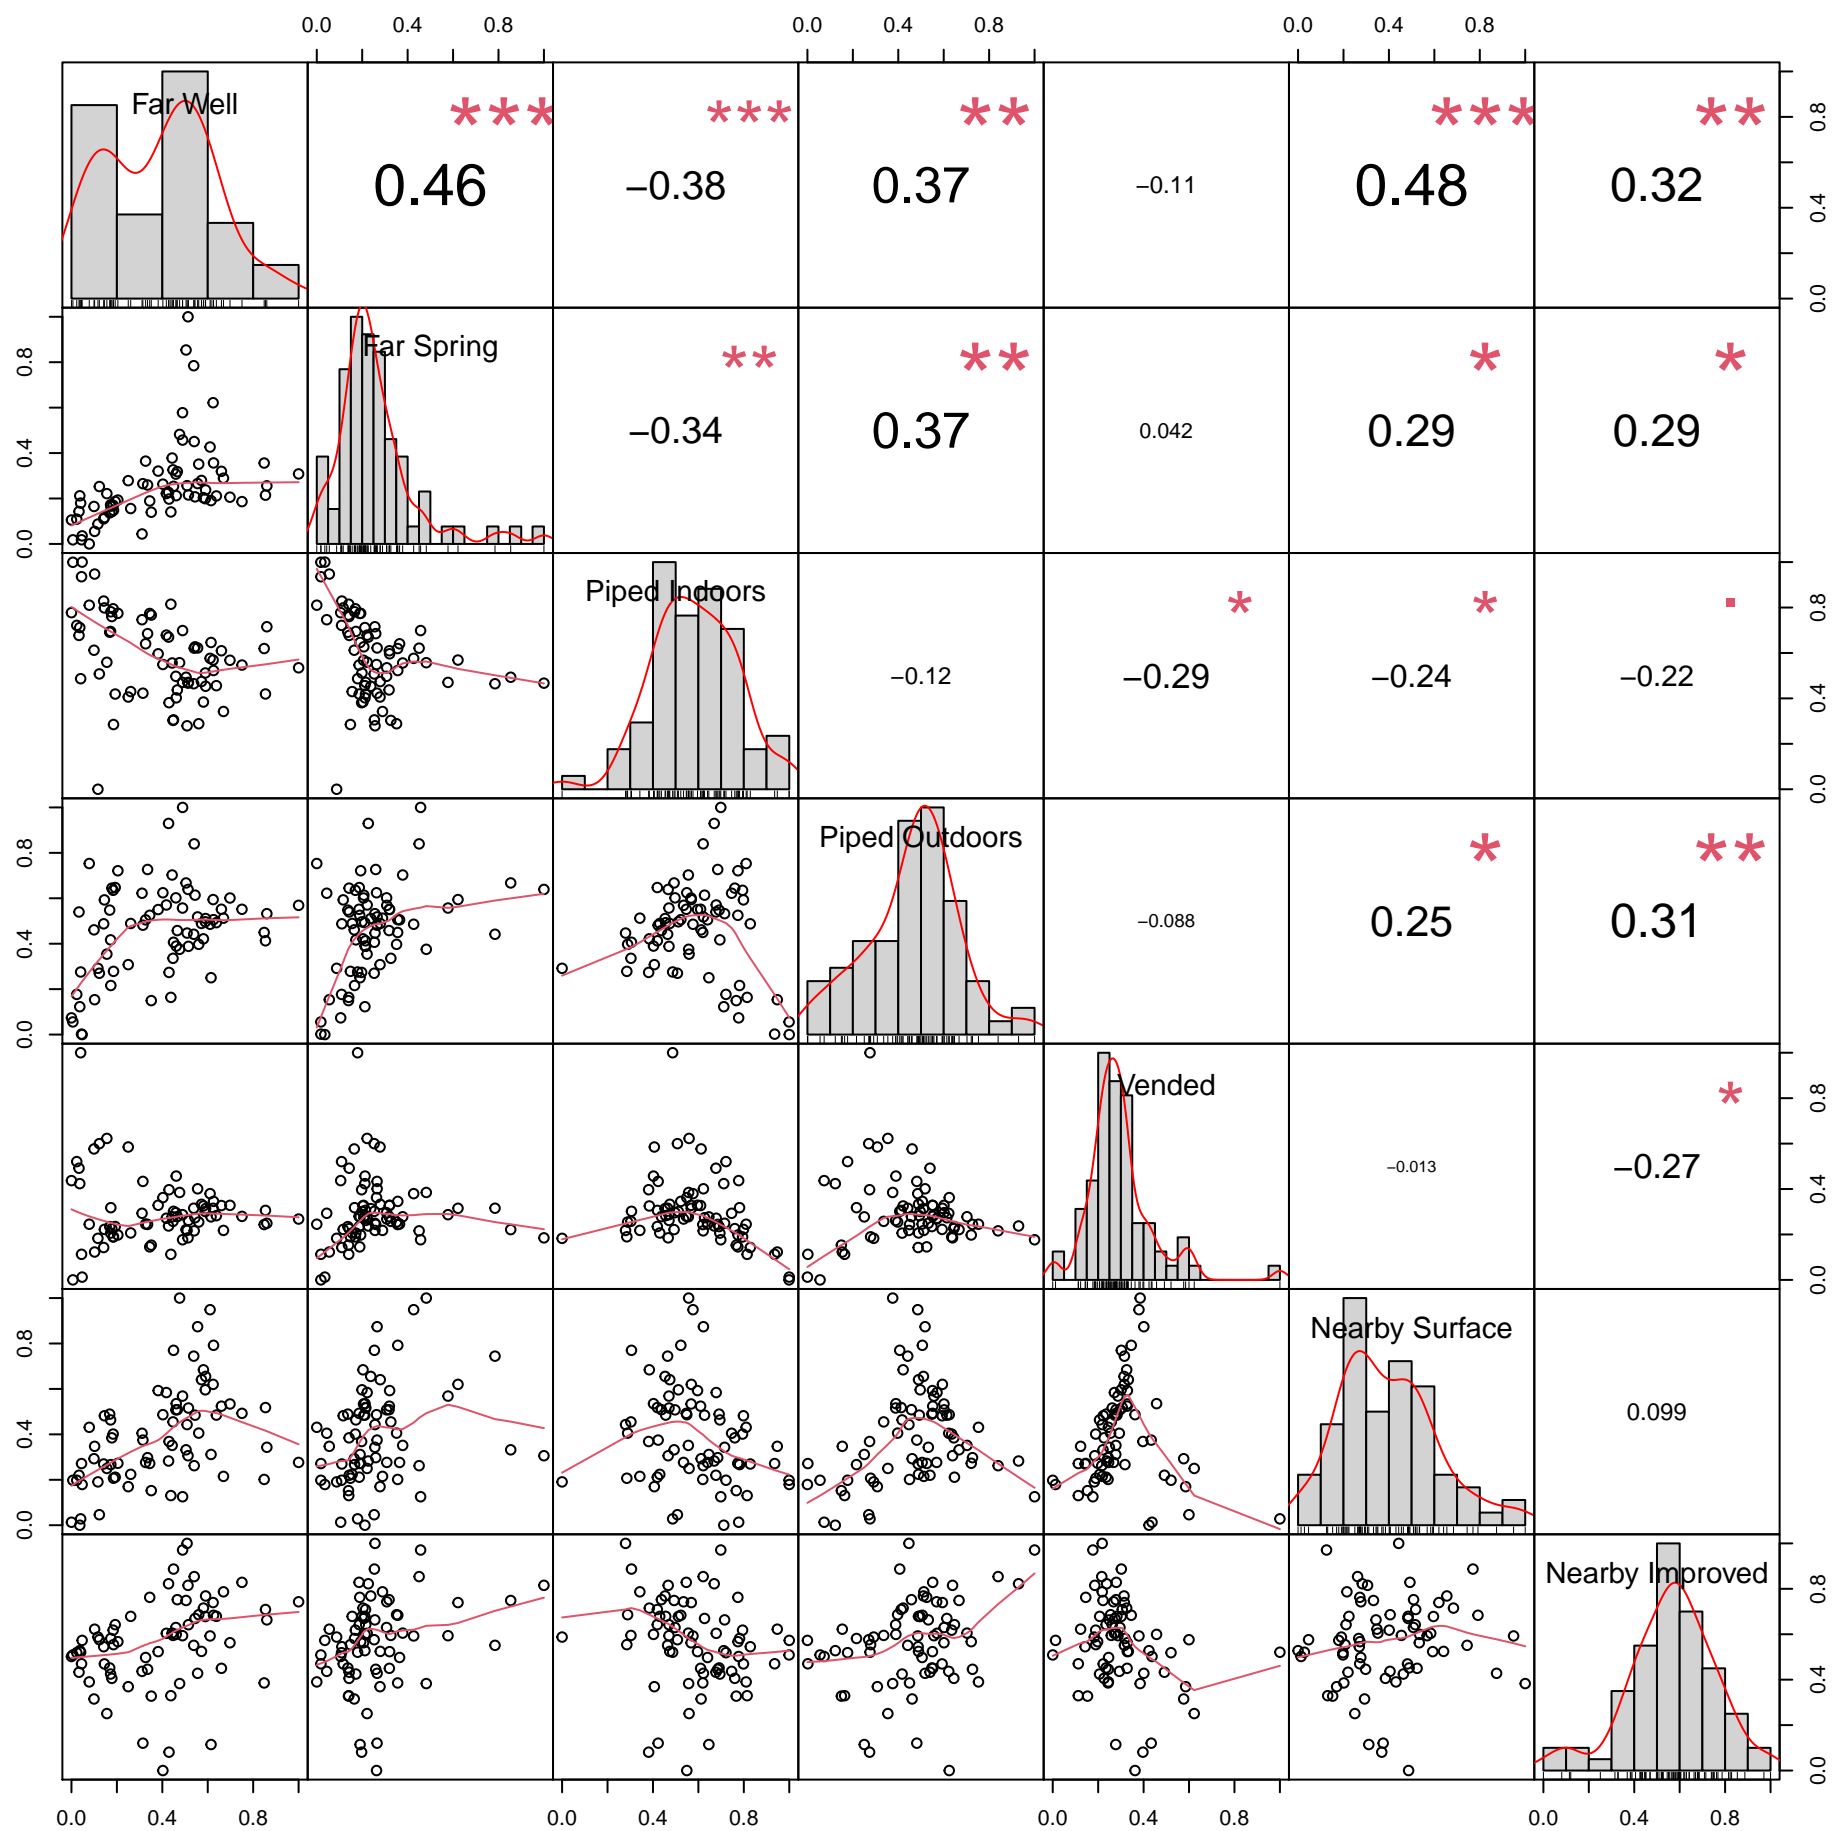 0.0 0.4 0.8 0.0 0.4 0.8 0.0 0.4 0.8
Far Well
*** *** ** *** **
0.46 −0.38 0.37 −0.11 0.48 0.32
0.0 0.4 0.8
Far Spring
** ** * *
−0.34 0.37 0.042 0.29 0.29
0.0 0.4 0.8
Piped Indoors
* * .
−0.12 −0.29 −0.24 −0.22
0.0 0.4 0.8
Piped Outdoors
* **
−0.088 0.25 0.31
0.0 0.4 0.8
Vended
*
−0.013 −0.27
0.0 0.4 0.8
Nearby Surface
0.099
0.0 0.4 0.8
Nearby Improved
0.0 0.4 0.8
0.0 0.4 0.8 0.0 0.4 0.8 0.0 0.4 0.8 0.0 0.4 0.8